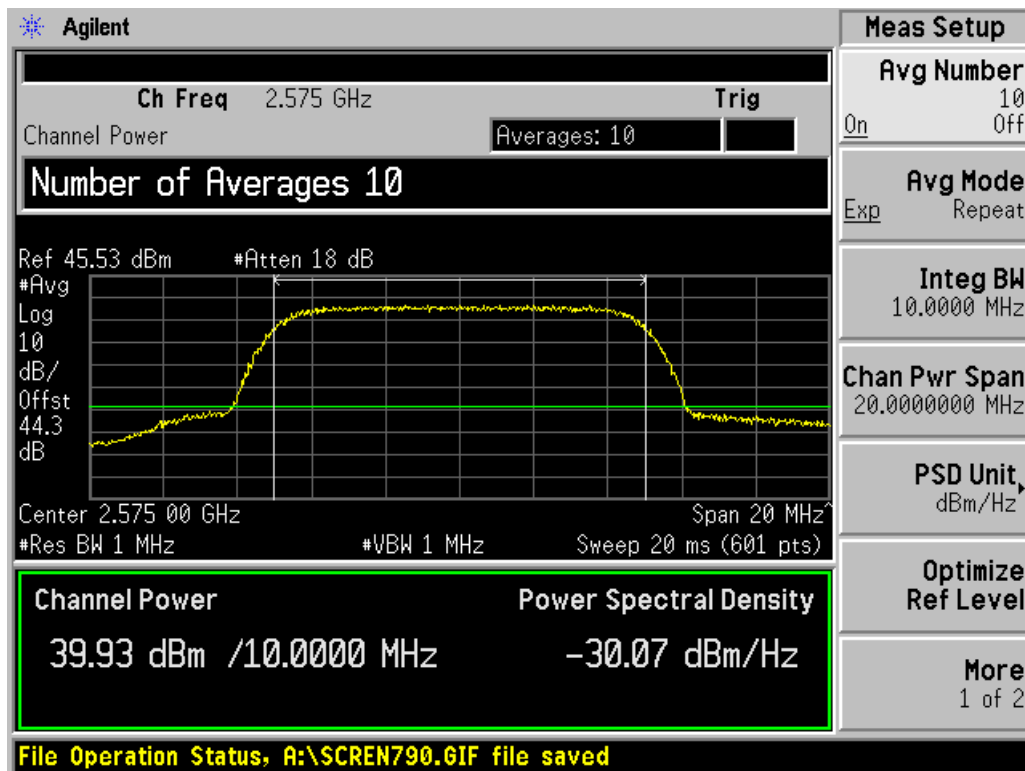 Agilent
Ch Freq 2.575 GHz Trig
Channel Power Averages: 10
Number of Averages 10
Ref 45.53 dBm #Atten 18 dB
#Avg
Log
10
dB/
Offst
44.3
dB
Center 2.575 00 GHz Span 20 MHz^
#Res BW 1 MHz #VBW 1 MHz Sweep 20 ms (601 pts)
Channel Power Power Spectral Density
39.93 dBm /10.0000 MHz -30.07 dBm/Hz
File Operation Status, A:\SCREN790.GIF file saved
Meas Setup
Avg Number
10
On Off
Avg Mode
Exp Repeat
Integ BW
10.0000 MHz
Chan Pwr Span
20.0000000 MHz
PSD Unit
dBm/Hz
Optimize
Ref Level
More
1 of 2